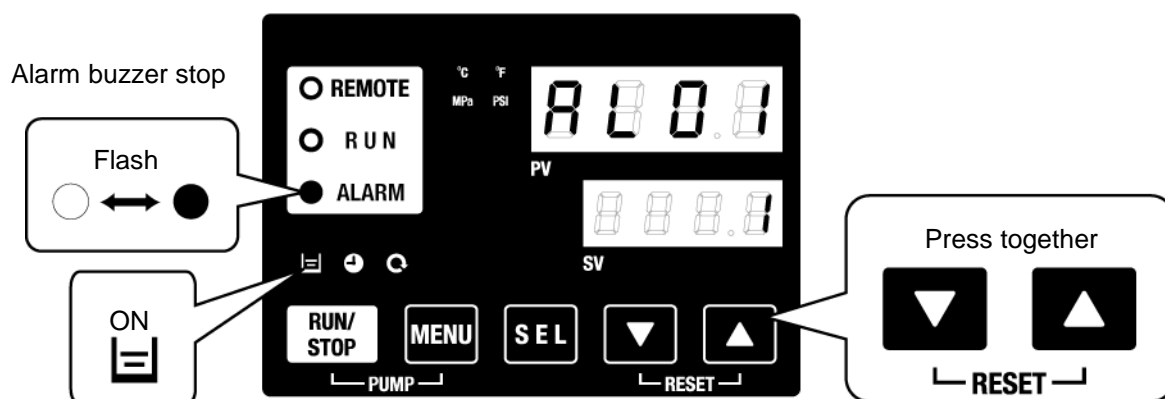 Alarm buzzer stop
Flash
ON
REMOTE
RUN
ALARM
°C °F
MPa PSI
AL01
PV
1
SV
RUN/
STOP
MENU
SEL
PUMP
RESET
Press together
RESET